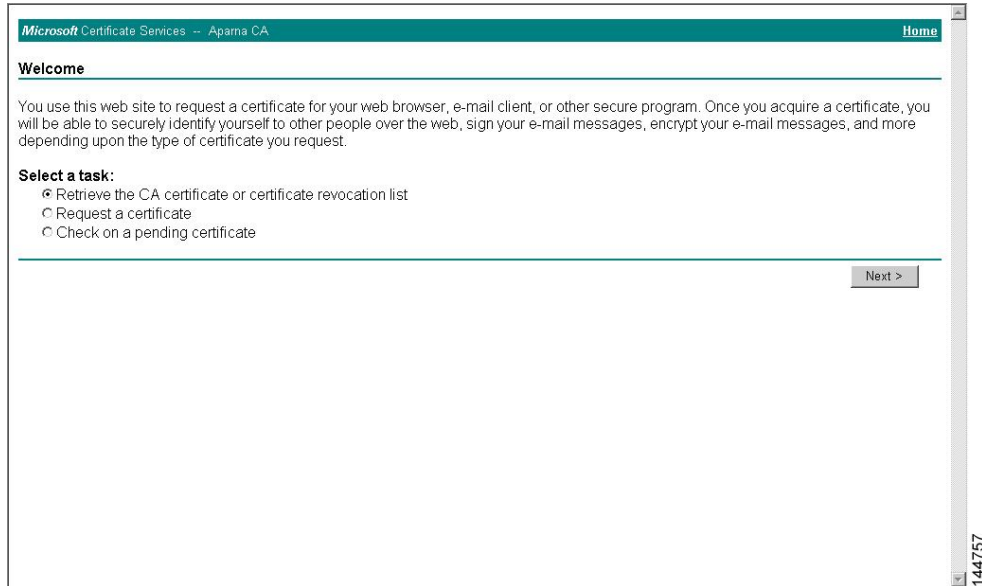 Microsoft Certificate Services -- Aparna CA Home
Welcome
You use this web site to request a certificate for your web browser, e-mail client, or other secure program. Once you acquire a certificate, you
will be able to securely identify yourself to other people over the web, sign your e-mail messages, encrypt your e-mail messages, and more
depending upon the type of certificate you request.
Select a task:
Retrieve the CA certificate or certificate revocation list
Request a certificate
Check on a pending certificate
Next >
144757